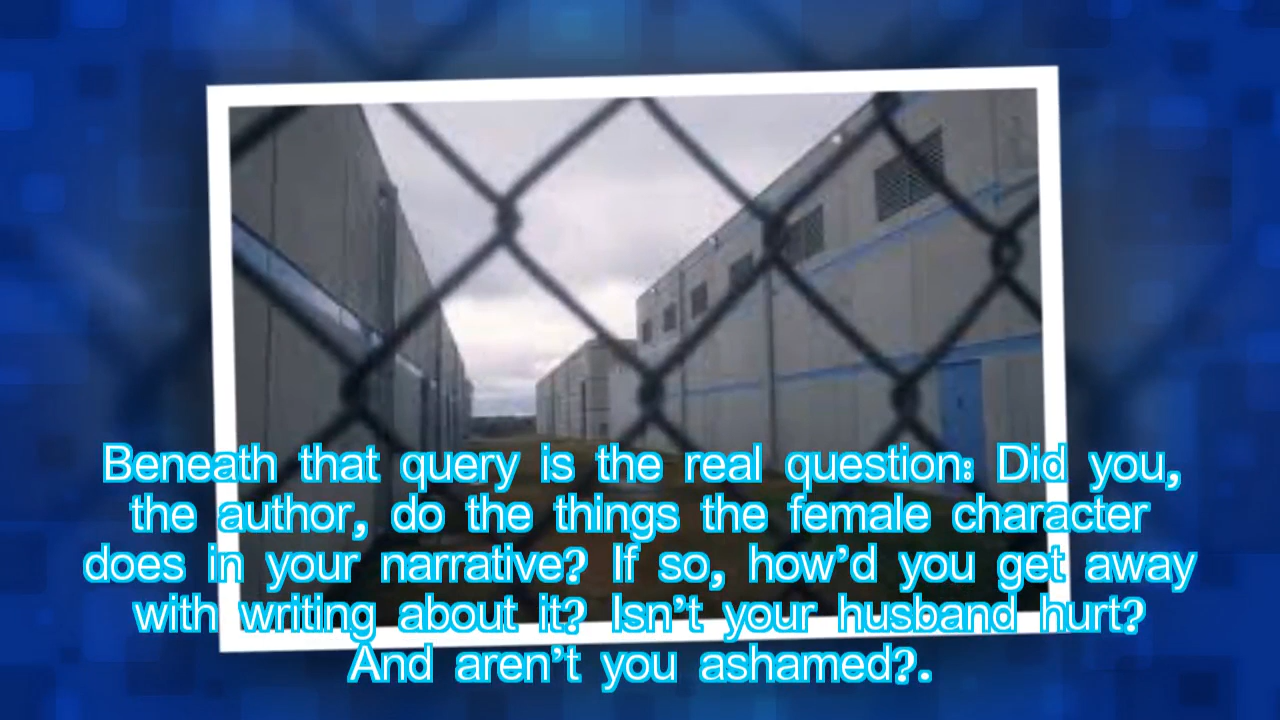 Beneath that query is the real question: Did you,
the author, do the things the female character
does in your narrative? If so, how’d you get away
with writing about it? Isn’t your husband hurt?
And aren’t you ashamed?.